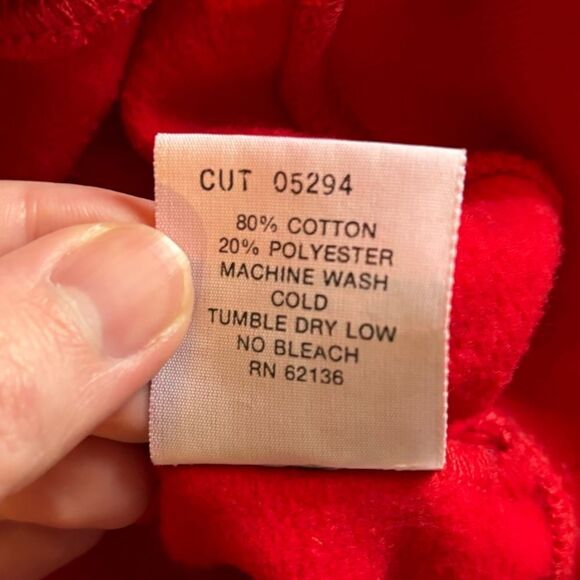 CUT 05294
80% COTTON
20% POLYESTER
MACHINE WASH
COLD
TUMBLE DRY LOW
NO BLEACH
RN 62136